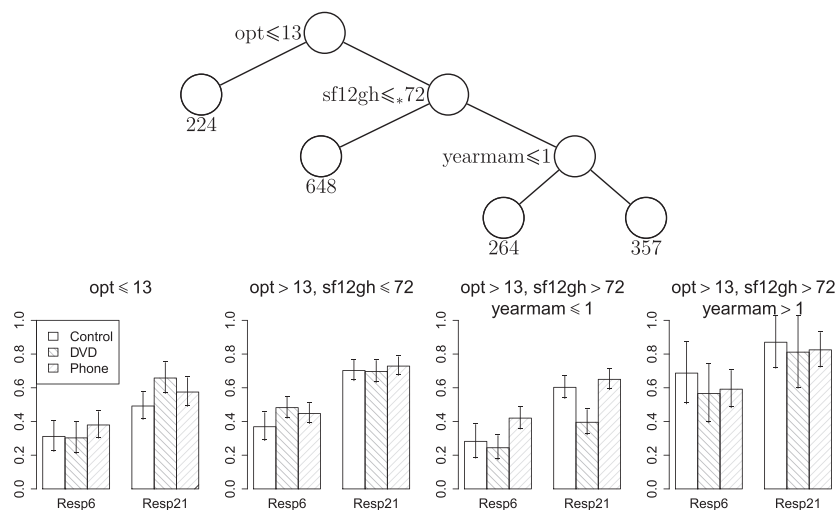 opt⩽13
224
sf12gh⩽*72
648
yearmam⩽1
264
357
opt ⩽ 13
opt > 13, sf12gh ⩽ 72
opt > 13, sf12gh > 72
yearmam ⩽ 1
opt > 13, sf12gh > 72
yearmam > 1
1.0
0.8
0.6
0.4
0.2
0.0
Control
DVD
Phone
Resp6
Resp21
1.0
0.8
0.6
0.4
0.2
0.0
Resp6
Resp21
1.0
0.8
0.6
0.4
0.2
0.0
Resp6
Resp21
1.0
0.8
0.6
0.4
0.2
0.0
Resp6
Resp21